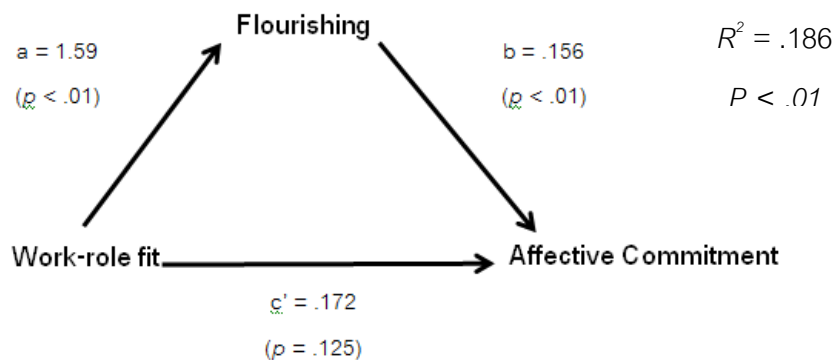 Flourishing
a = 1.59
(p < .01)
b = .156
(p < .01)
R² = .186
P < .01
Work-role fit
Affective Commitment
c' = .172
(p = .125)